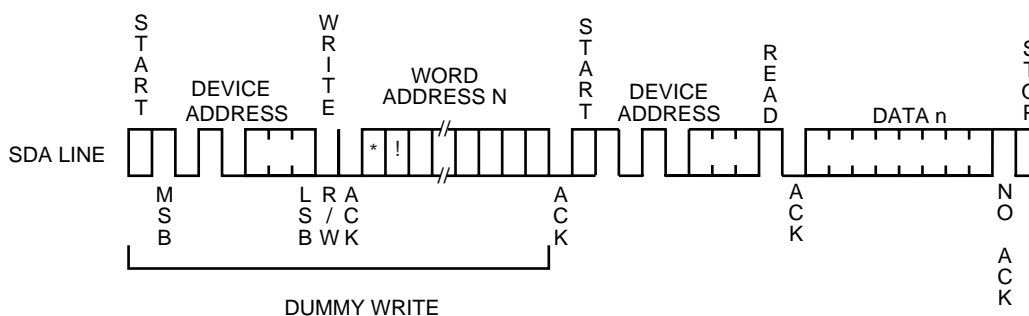 START
WRITE
START
READ
STOP
DEVICE
ADDRESS
WORD
ADDRESS N
DEVICE
ADDRESS
DATA n
SDA LINE
*
!
//
//
MSB
LSB
R/W
ACK
ACK
ACK
NO ACK
DUMMY WRITE